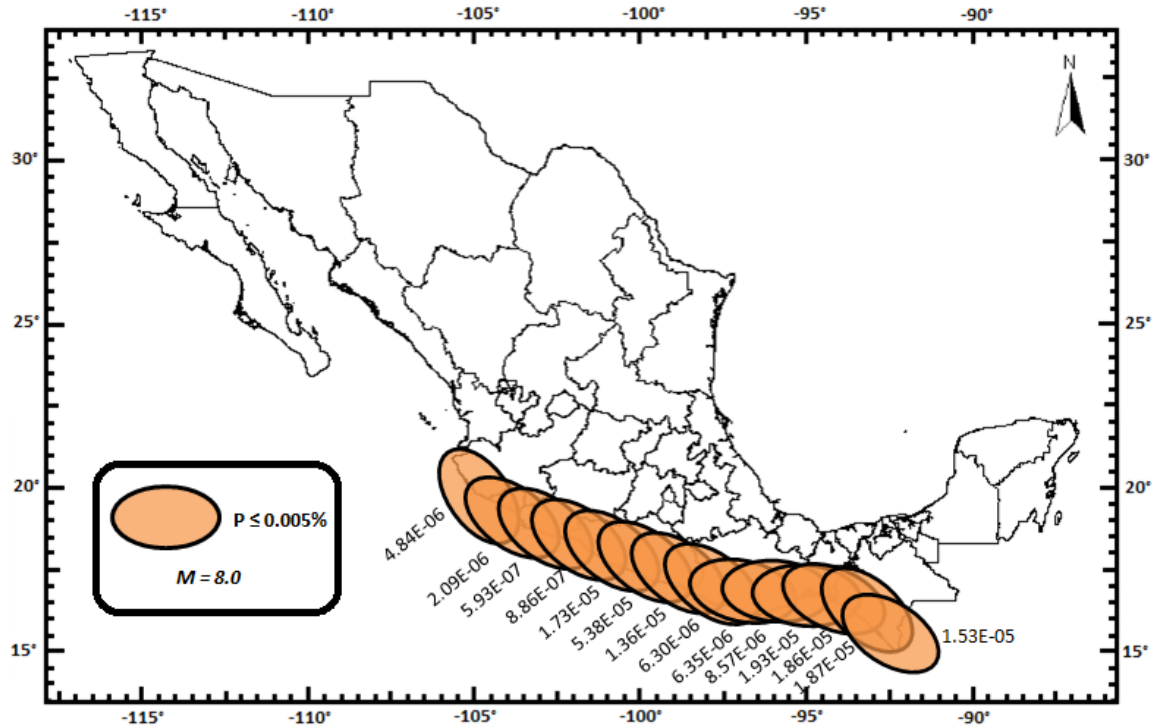 -115° -110° -105° -100° -95° -90°
N
30° 30°
25° 25°
20° 20°
P ≤ 0.005%
M = 8.0
4.84E-06
2.09E-06
5.93E-07
8.86E-07
1.73E-05
5.38E-05
1.36E-05
6.30E-06
6.35E-06
8.57E-06
1.93E-05
1.86E-05
1.87E-05
1.53E-05
15° 15°
-115° -110° -105° -100° -95° -90°